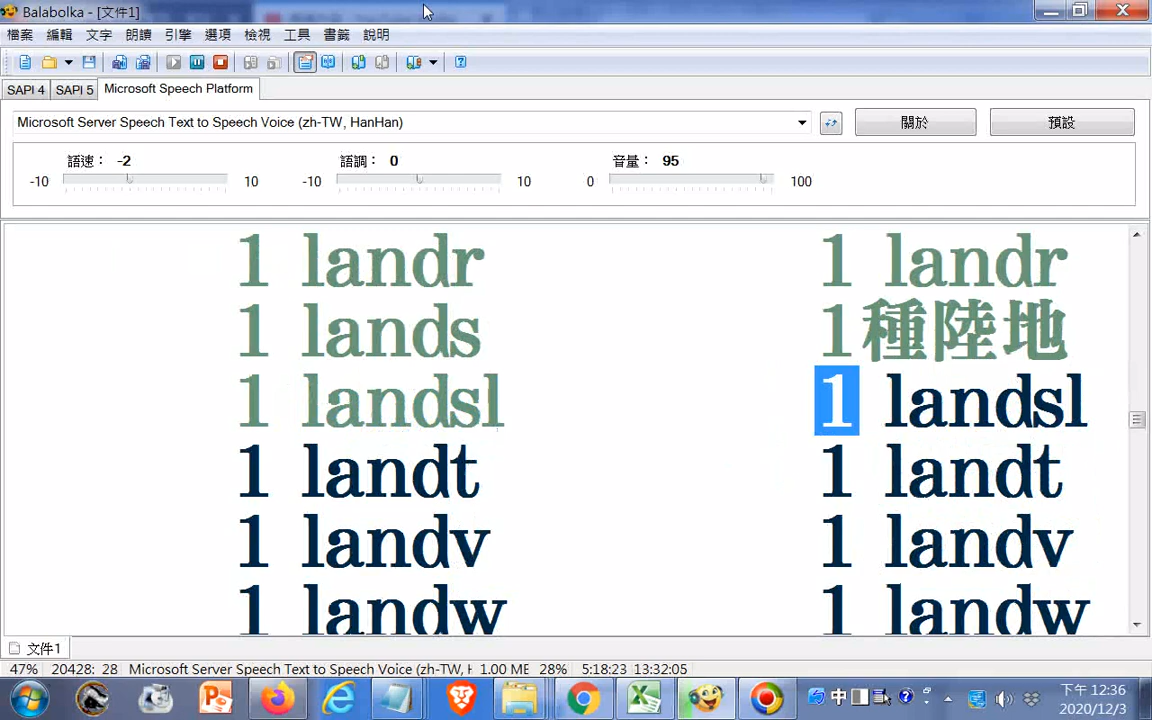 Balabolka - [文件1]
檔案 編輯 文字 朗讀 引擎 選項 檢視 工具 書籤 說明
SAPI 4 SAPI 5 Microsoft Speech Platform
Microsoft Server Speech Text to Speech Voice (zh-TW, HanHan) 關於 預設
語速： -2 語調： 0 音量： 95
-10 10 -10 10 0 100
1 landr 1 landr
1 lands 1種陸地
1 landsl 1 landsl
1 landt 1 landt
1 landv 1 landv
1 landw 1 landw
文件1
47% 20428: 28 Microsoft Server Speech Text to Speech Voice (zh-TW, H 1.00 ME 28% 5:18:23 13:32:05
中 下午 12:36
2020/12/3